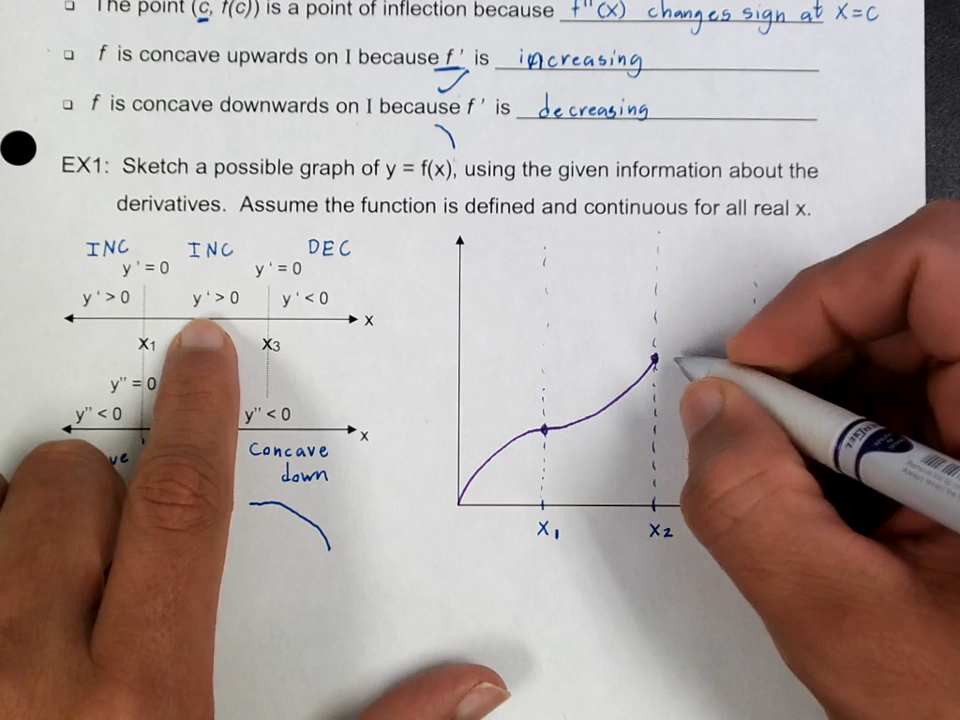 The point (c, f(c)) is a point of inflection because f"(x) changes sign at x=c
f is concave upwards on I because f ' is increasing
f is concave downwards on I because f ' is decreasing
EX1: Sketch a possible graph of y = f(x), using the given information about the
derivatives. Assume the function is defined and continuous for all real x.
INC INC DEC
y ' = 0 y ' = 0
y ' > 0 y ' > 0 y ' < 0
x
X1 X3
y" = 0
y" < 0 y" < 0
x
Concave
down
X1 X2